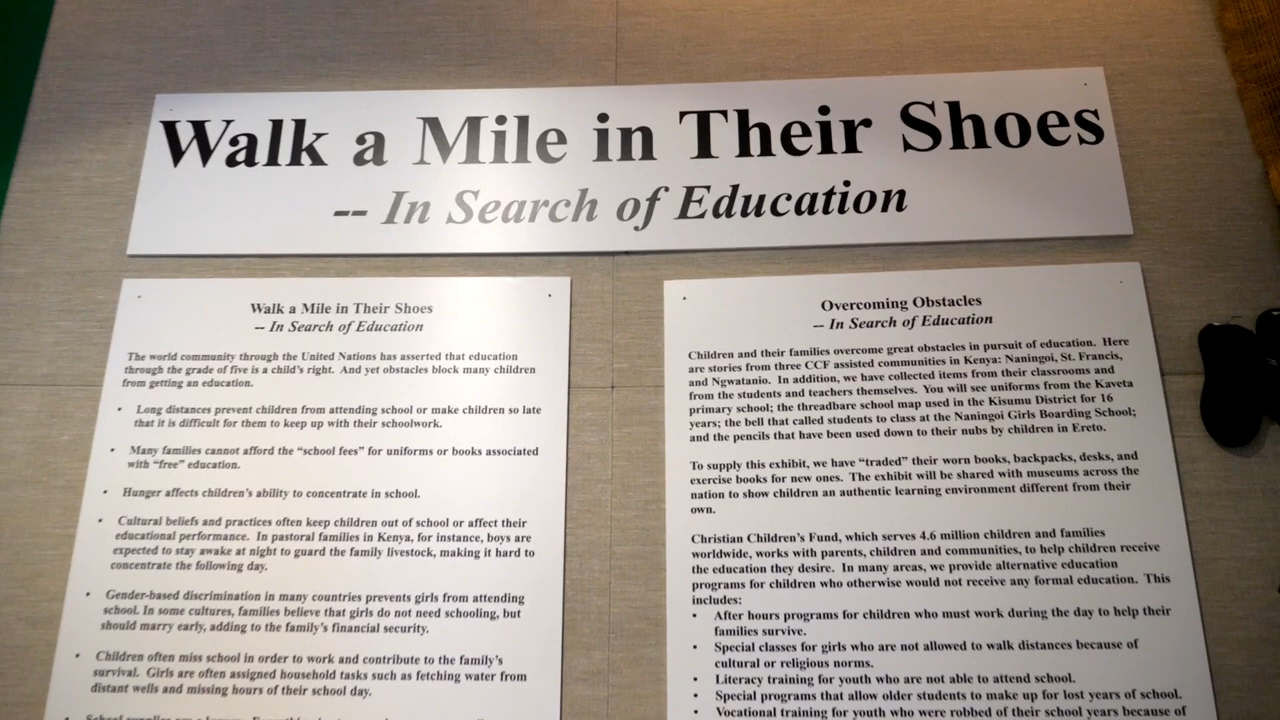 Walk a Mile in Their Shoes
-- In Search of Education
Walk a Mile in Their Shoes
-- In Search of Education
The world community through the United Nations has asserted that education
through the grade of five is a child's right. And yet obstacles block many children
from getting an education.
• Long distances prevent children from attending school or make children so late
that it is difficult for them to keep up with their schoolwork.
• Many families cannot afford the "school fees" for uniforms or books associated
with "free" education.
• Hunger affects children's ability to concentrate in school.
• Cultural beliefs and practices often keep children out of school or affect their
educational performance. In pastoral families in Kenya, for instance, boys are
expected to stay awake at night to guard the family livestock, making it hard to
concentrate the following day.
• Gender-based discrimination in many countries prevents girls from attending
school. In some cultures, families believe that girls do not need schooling, but
should marry early, adding to the family's financial security.
• Children often miss school in order to work and contribute to the family's
survival. Girls are often assigned household tasks such as fetching water from
distant wells and missing hours of their school day.
Overcoming Obstacles
-- In Search of Education
Children and their families overcome great obstacles in pursuit of education. Here
are stories from three CCF assisted communities in Kenya: Naningoi, St. Francis,
and Ngwatanio. In addition, we have collected items from their classrooms and
from the students and teachers themselves. You will see uniforms from the Kaveta
primary school; the threadbare school map used in the Kisumu District for 16
years; the bell that called students to class at the Naningoi Girls Boarding School;
and the pencils that have been used down to their nubs by children in Ereto.
To supply this exhibit, we have "traded" their worn books, backpacks, desks, and
exercise books for new ones. The exhibit will be shared with museums across the
nation to show children an authentic learning environment different from their
own.
Christian Children's Fund, which serves 4.6 million children and families
worldwide, works with parents, children and communities, to help children receive
the education they desire. In many areas, we provide alternative education
programs for children who otherwise would not receive any formal education. This
includes:
• After hours programs for children who must work during the day to help their
families survive.
• Special classes for girls who are not allowed to walk distances because of
cultural or religious norms.
• Literacy training for youth who are not able to attend school.
• Special programs that allow older students to make up for lost years of school.
• Vocational training for youth who were robbed of their school years because of